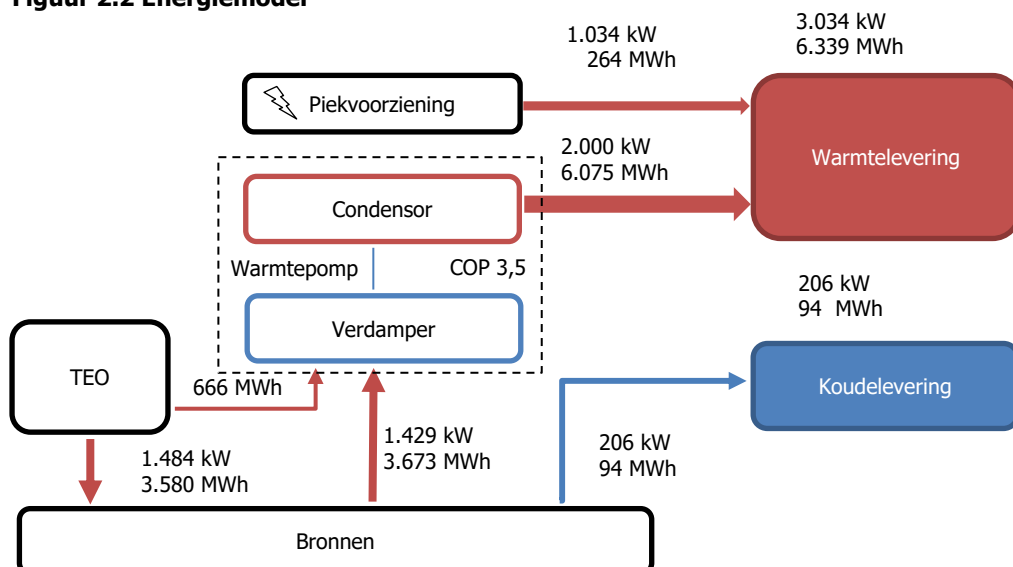 Figuur 2.2 Energiemodel
1.034 kW
264 MWh
3.034 kW
6.339 MWh
Piekvoorziening
Warmtelevering
2.000 kW
6.075 MWh
Condensor
Warmtepomp
COP 3,5
Verdamper
206 kW
94 MWh
TEO
666 MWh
Koudelevering
1.484 kW
3.580 MWh
1.429 kW
3.673 MWh
206 kW
94 MWh
Bronnen